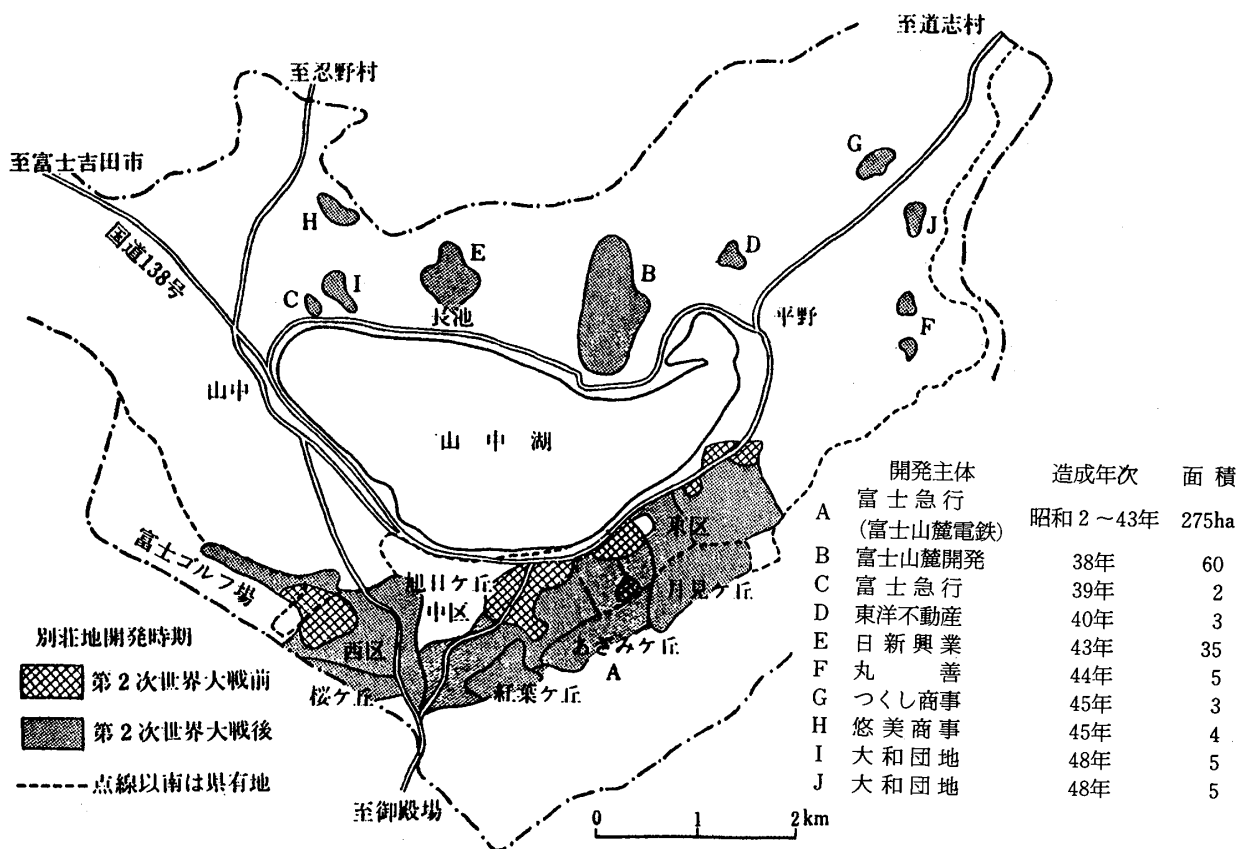 至道志村
至忍野村
至富士吉田市
国道138号
G
H
J
E
D
B
I
C
長池
平野
F
山中
山中湖
富士ゴルフ場
旭日ケ丘
中区
東区
月見ケ丘
あざみケ丘
西区
A
桜ケ丘
紅葉ケ丘
至御殿場
別荘地開発時期
第2次世界大戦前
第2次世界大戦後
点線以南は県有地
0 1 2km
開発主体 造成年次 面積
A 富士急行
(富士山麓電鉄) 昭和2~43年 275ha
B 富士山麓開発 38年 60
C 富士急行 39年 2
D 東洋不動産 40年 3
E 日新興業 43年 35
F 丸善 44年 5
G つくし商事 45年 3
H 悠美商事 45年 4
I 大和団地 48年 5
J 大和団地 48年 5